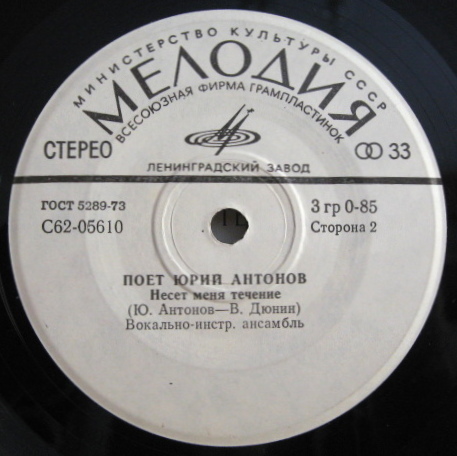 МИНИСТЕРСТВО КУЛЬТУРЫ СССР
МЕЛОДИЯ
ВСЕСОЮЗНАЯ ФИРМА ГРАМПЛАСТИНОК
СТЕРЕО
33
ЛЕНИНГРАДСКИЙ ЗАВОД
ГОСТ 5289-73
3 гр 0-85
С62-05610
Сторона 2
ПОЕТ ЮРИЙ АНТОНОВ
Несет меня течение
(Ю. Антонов—В. Дюнин)
Вокально-инстр. ансамбль